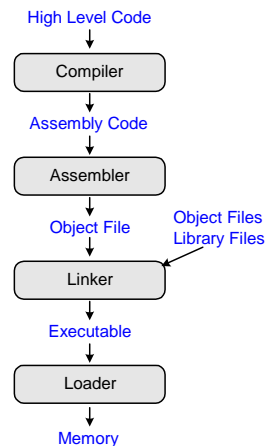 High Level Code
Compiler
Assembly Code
Assembler
Object File
Object Files
Library Files
Linker
Executable
Loader
Memory